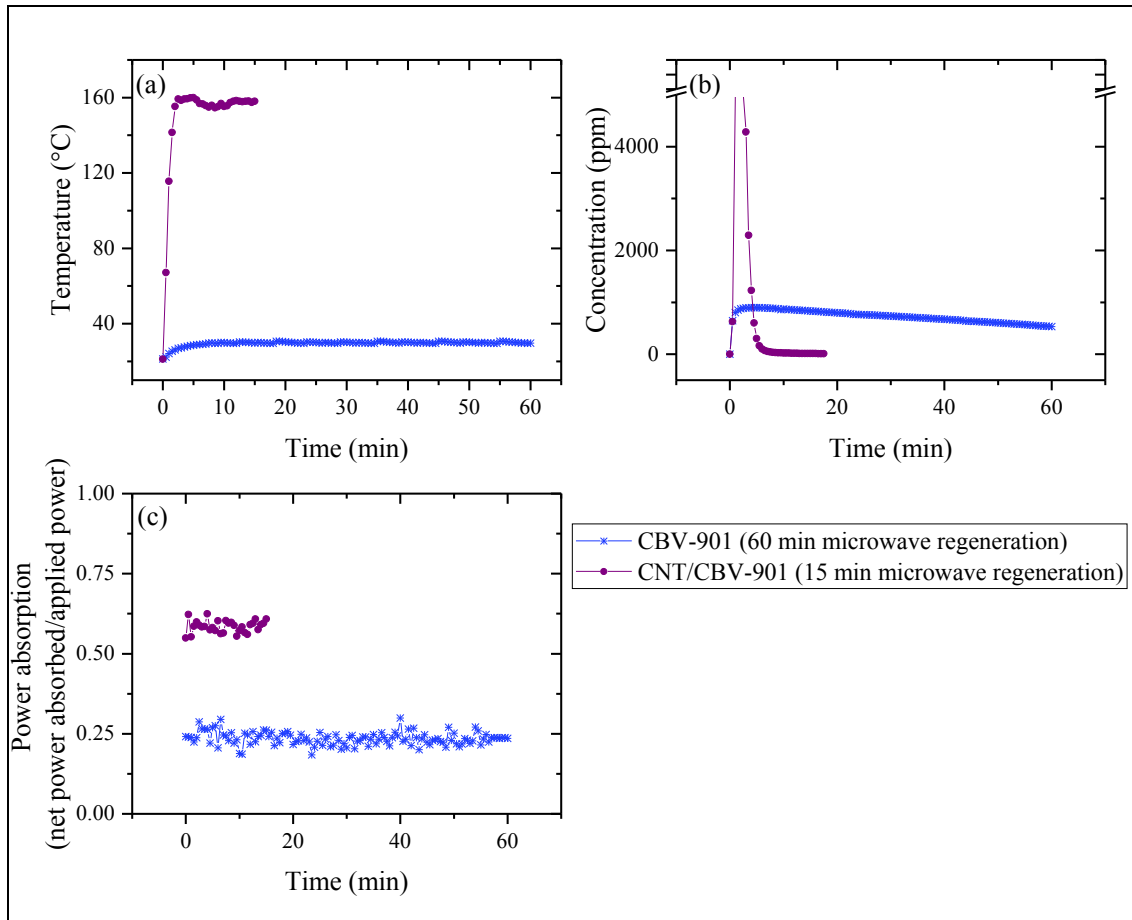 (a)
160
120
80
40
Temperature (°C)
0 10 20 30 40 50 60
Time (min)
(b)
4000
2000
0
Concentration (ppm)
0 20 40 60
Time (min)
(c)
1.00
0.75
0.50
0.25
0.00
Power absorption
(net power absorbed/applied power)
0 20 40 60
Time (min)
CBV-901 (60 min microwave regeneration)
CNT/CBV-901 (15 min microwave regeneration)